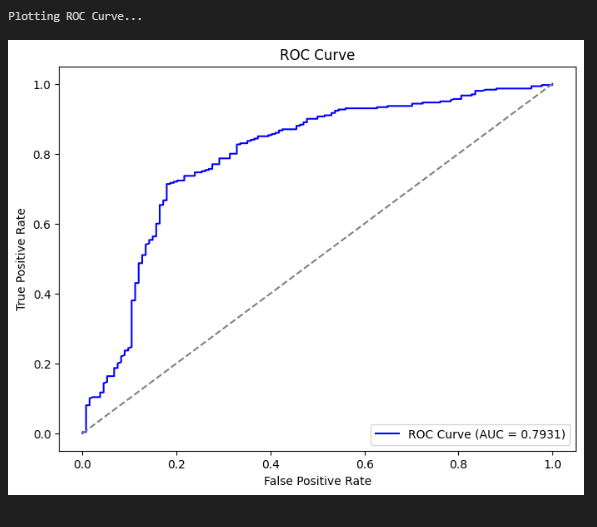 Plotting ROC Curve...
ROC Curve
1.0
0.8
0.6
0.4
0.2
0.0
True Positive Rate
ROC Curve (AUC = 0.7931)
0.0 0.2 0.4 0.6 0.8 1.0
False Positive Rate